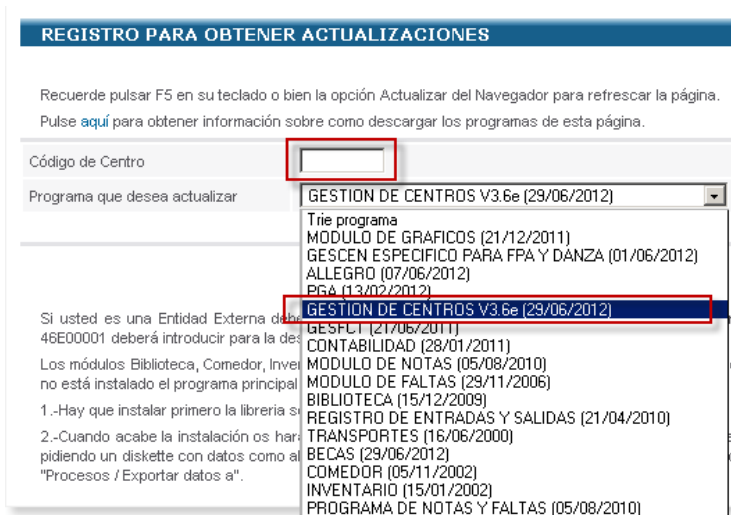 REGISTRO PARA OBTENER ACTUALIZACIONES
Recuerde pulsar F5 en su teclado o bien la opción Actualizar del Navegador para refrescar la página.
Pulse aquí para obtener información sobre como descargar los programas de esta página.
Código de Centro
Programa que desea actualizar
GESTION DE CENTROS V3.6e (29/06/2012)
Trie programa
MODULO DE GRAFICOS (21/12/2011)
GESCEN ESPECIFICO PARA FPA Y DANZA (01/06/2012)
ALLEGRO (07/06/2012)
PGA (13/02/2012)
GESTION DE CENTROS V3.6e (29/06/2012)
GESFCT (21/06/2011)
CONTABILIDAD (28/01/2011)
MODULO DE NOTAS (05/08/2010)
MODULO DE FALTAS (29/11/2006)
BIBLIOTECA (15/12/2009)
REGISTRO DE ENTRADAS Y SALIDAS (21/04/2010)
TRANSPORTES (16/06/2000)
BECAS (29/06/2012)
COMEDOR (05/11/2002)
INVENTARIO (15/01/2002)
PROGRAMA DE NOTAS Y FALTAS (05/08/2010)
Si usted es una Entidad Externa debe
46E00001 deberá introducir para la des
Los módulos Biblioteca, Comedor, Inver
no está instalado el programa principal
1.-Hay que instalar primero la libreria s
2.-Cuando acabe la instalación os har
pidiendo un diskette con datos como al
"Procesos / Exportar datos a".